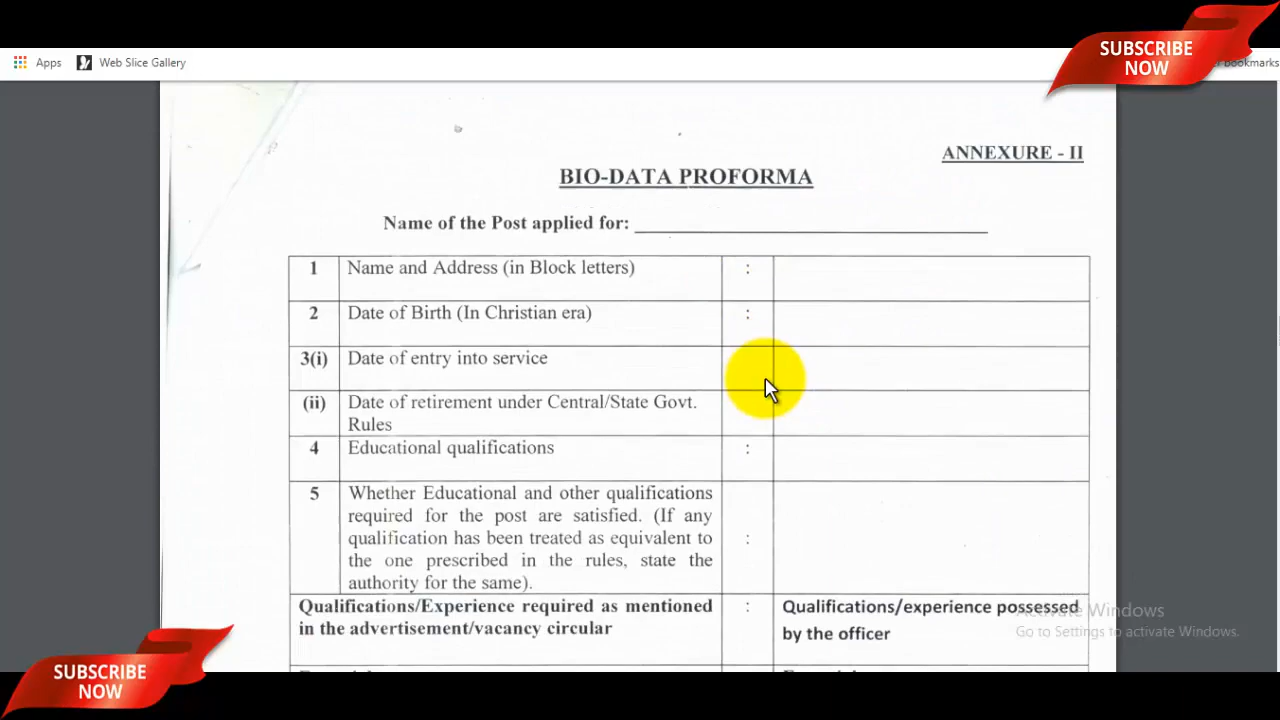 SUBSCRIBE
NOW
Apps
Web Slice Gallery
bookmarks
ANNEXURE - II
BIO-DATA PROFORMA
Name of the Post applied for:
1 Name and Address (in Block letters) :
2 Date of Birth (In Christian era) :
3(i) Date of entry into service
(ii) Date of retirement under Central/State Govt.
Rules
4 Educational qualifications :
5 Whether Educational and other qualifications
required for the post are satisfied. (If any
qualification has been treated as equivalent to :
the one prescribed in the rules, state the
authority for the same).
Qualifications/Experience required as mentioned : Qualifications/experience possessed
in the advertisement/vacancy circular by the officer
Activate Windows
Go to Settings to activate Windows.
SUBSCRIBE
NOW